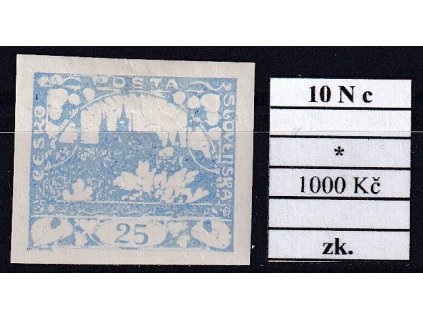 POŠTA
ČESKO
SLOVENSKÁ
25
10 N c
*
1000 Kč
zk.